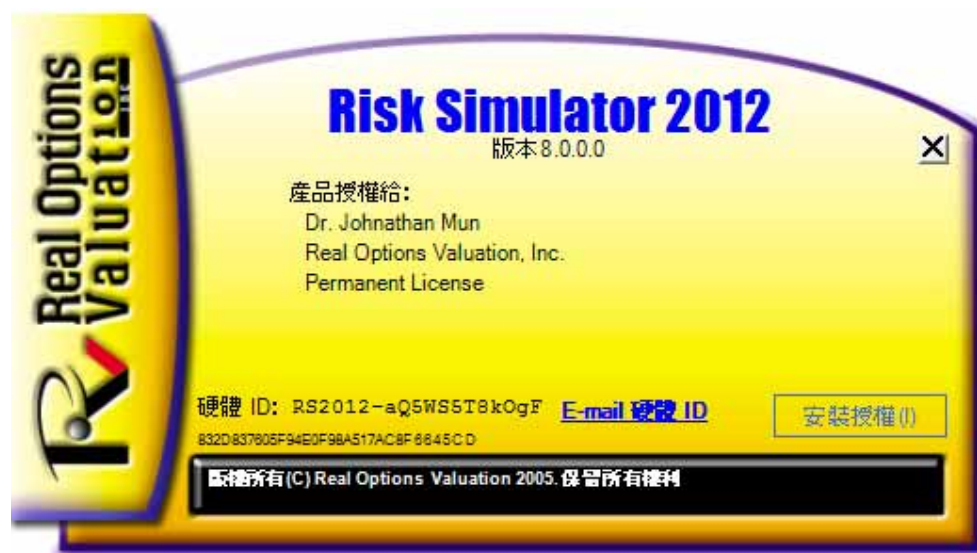 Real Options
Valuation
INC
Risk Simulator 2012
版本 8.0.0.0
產品授權給:
Dr. Johnathan Mun
Real Options Valuation, Inc.
Permanent License
硬體 ID: RS2012-aQ5WS5T8kOgF E-mail 硬體 ID 安裝授權(I)
832D837605F94E0F98A517AC8F6645CD
版權所有(C) Real Options Valuation 2005. 保留所有權利